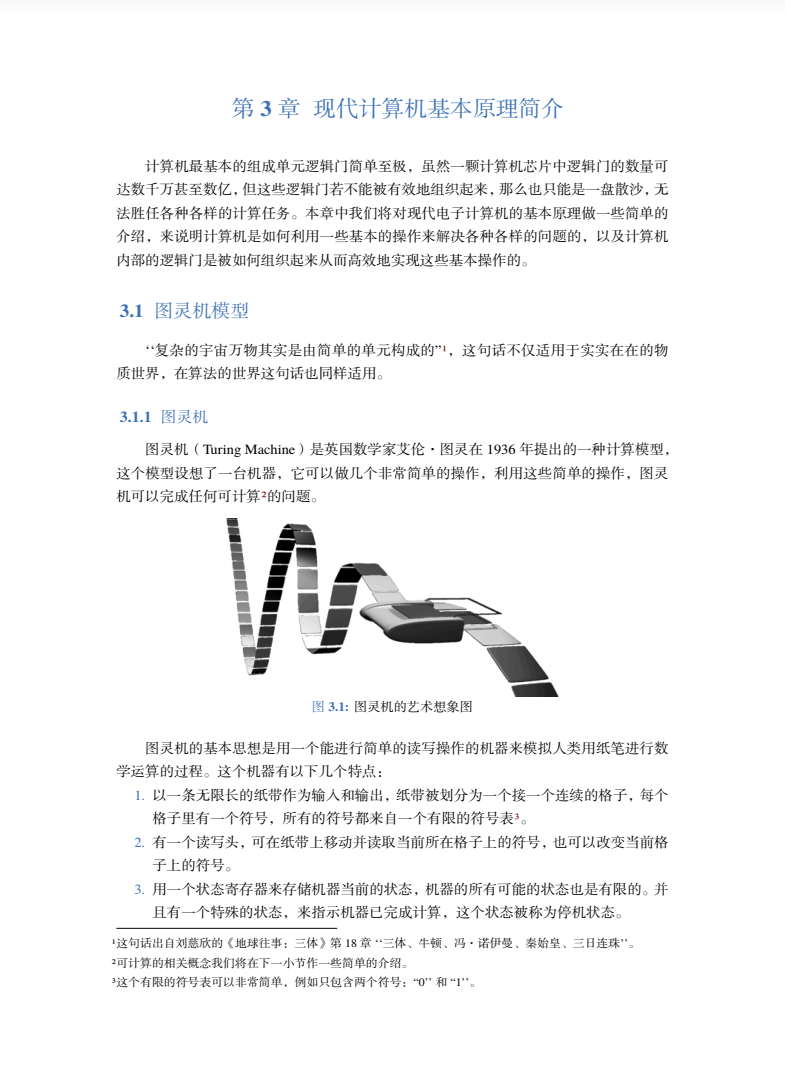 第 3 章 现代计算机基本原理简介
计算机最基本的组成单元逻辑门简单至极，虽然一颗计算机芯片中逻辑门的数量可
达数千万甚至数亿，但这些逻辑门若不能被有效地组织起来，那么也只能是一盘散沙，无
法胜任各种各样的计算任务。本章中我们将对现代电子计算机的基本原理做一些简单的
介绍，来说明计算机是如何利用一些基本的操作来解决各种各样的问题的，以及计算机
内部的逻辑门是被如何组织起来从而高效地实现这些基本操作的。
3.1 图灵机模型
‘‘复杂的宇宙万物其实是由简单的单元构成的”¹，这句话不仅适用于实实在在的物
质世界，在算法的世界这句话也同样适用。
3.1.1 图灵机
图灵机（Turing Machine）是英国数学家艾伦・图灵在 1936 年提出的一种计算模型，
这个模型设想了一台机器，它可以做几个非常简单的操作，利用这些简单的操作，图灵
机可以完成任何可计算²的问题。
图 3.1: 图灵机的艺术想象图
图灵机的基本思想是用一个能进行简单的读写操作的机器来模拟人类用纸笔进行数
学运算的过程。这个机器有以下几个特点：
1. 以一条无限长的纸带作为输入和输出，纸带被划分为一个接一个连续的格子，每个
格子里有一个符号，所有的符号都来自一个有限的符号表³。
2. 有一个读写头，可在纸带上移动并读取当前所在格子上的符号，也可以改变当前格
子上的符号。
3. 用一个状态寄存器来存储机器当前的状态，机器的所有可能的状态也是有限的。并
且有一个特殊的状态，来指示机器已完成计算，这个状态被称为停机状态。
¹这句话出自刘慈欣的《地球往事：三体》第 18 章 ‘‘三体、牛顿、冯・诺伊曼、秦始皇、三日连珠’’。
²可计算的相关概念我们将在下一小节作一些简单的介绍。
³这个有限的符号表可以非常简单，例如只包含两个符号：“0’’ 和 “1’’。